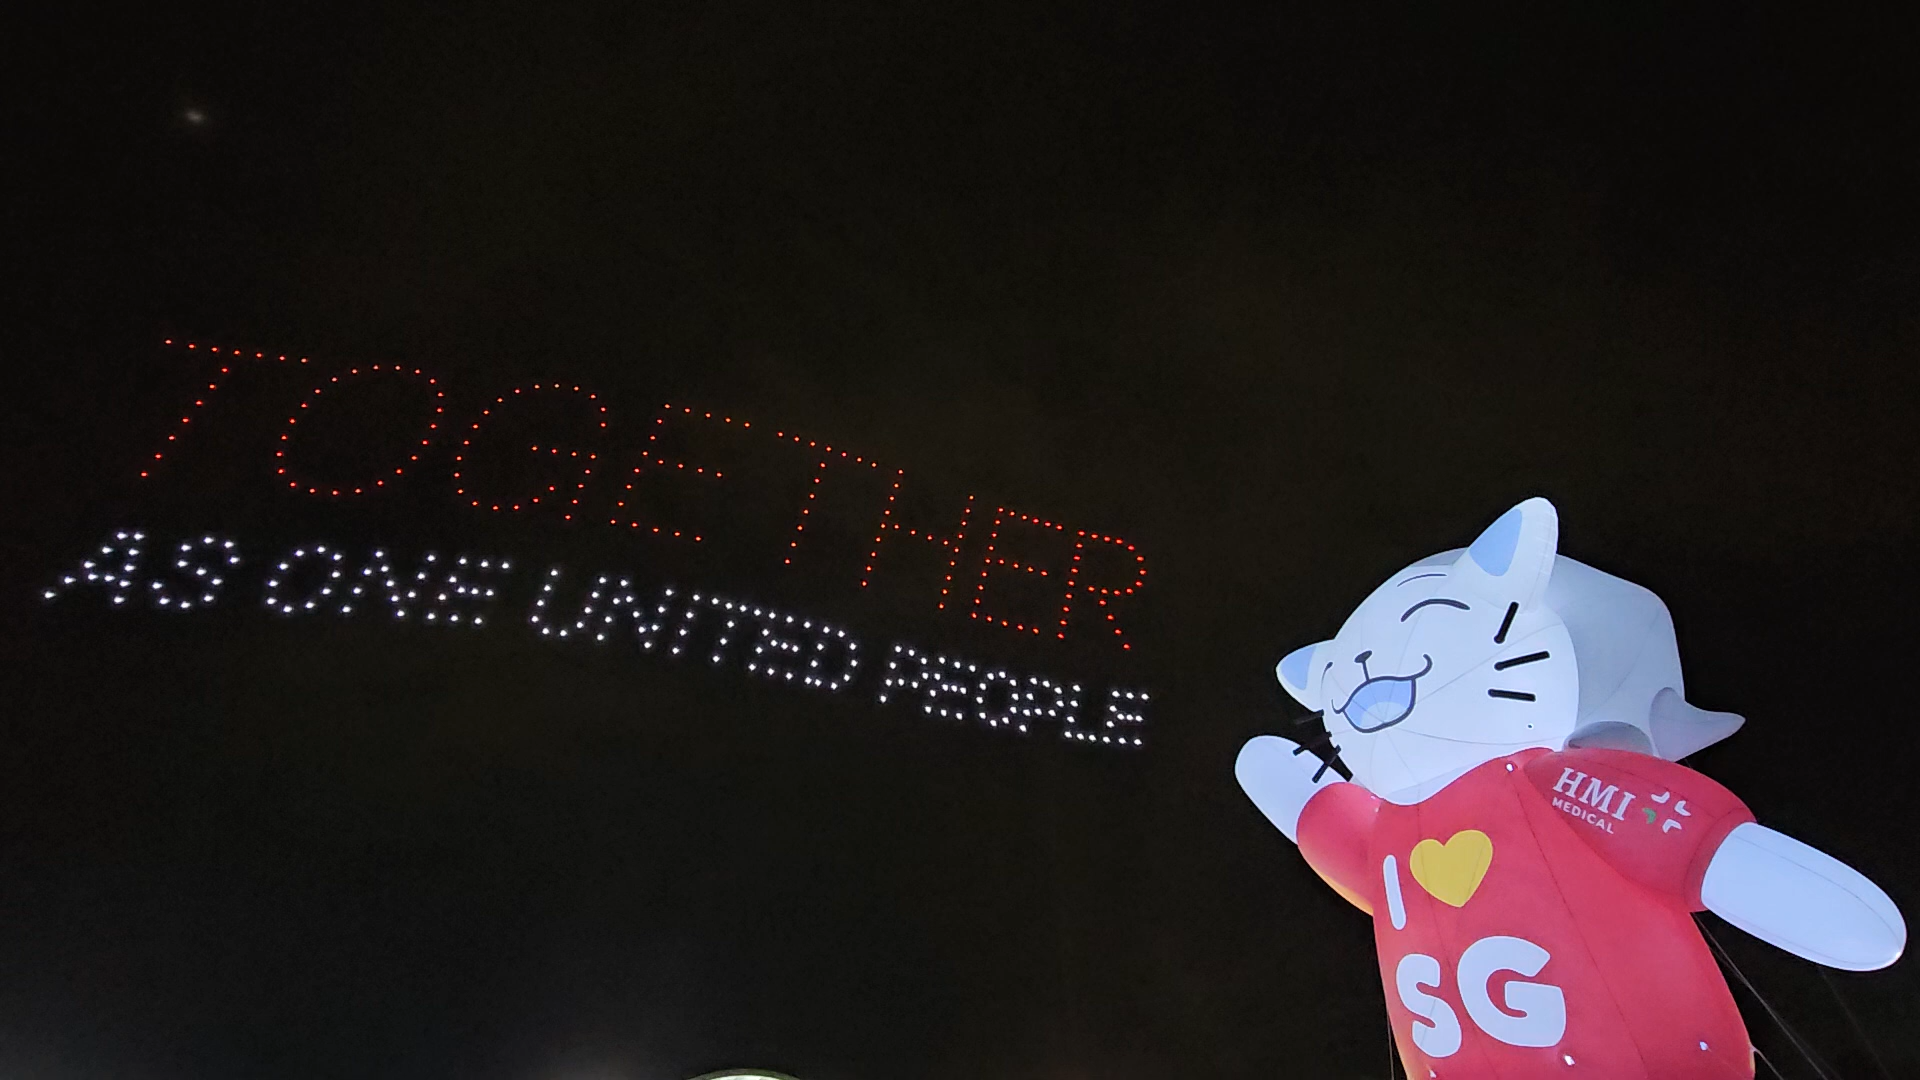 TOGETHER
AS ONE UNITED PEOPLE
HMI
MEDICAL
I
SG